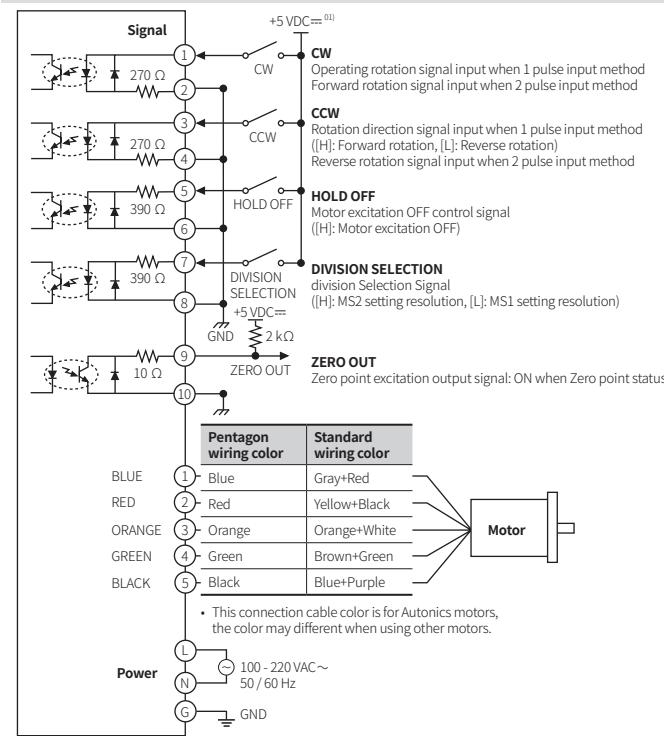 Signal
+5 VDC⎓ 01)
1
CW
270 Ω
2
CW
Operating rotation signal input when 1 pulse input method
Forward rotation signal input when 2 pulse input method
3
CCW
270 Ω
4
CCW
Rotation direction signal input when 1 pulse input method
([H]: Forward rotation, [L]: Reverse rotation)
Reverse rotation signal input when 2 pulse input method
5
390 Ω
HOLD OFF
6
HOLD OFF
Motor excitation OFF control signal
([H]: Motor excitation OFF)
7
390 Ω
DIVISION
SELECTION
8
DIVISION SELECTION
division Selection Signal
([H]: MS2 setting resolution, [L]: MS1 setting resolution)
+5 VDC⎓
GND
2 kΩ
9
10 Ω
ZERO OUT
10
ZERO OUT
Zero point excitation output signal: ON when Zero point status
Pentagon wiring color
Standard wiring color
BLUE 1 Blue Gray+Red
RED 2 Red Yellow+Black
ORANGE 3 Orange Orange+White
GREEN 4 Green Brown+Green
BLACK 5 Black Blue+Purple
Motor
• This connection cable color is for Autonics motors,
the color may different when using other motors.
Power
L
N
100 - 220 VAC～
50 / 60 Hz
G
GND